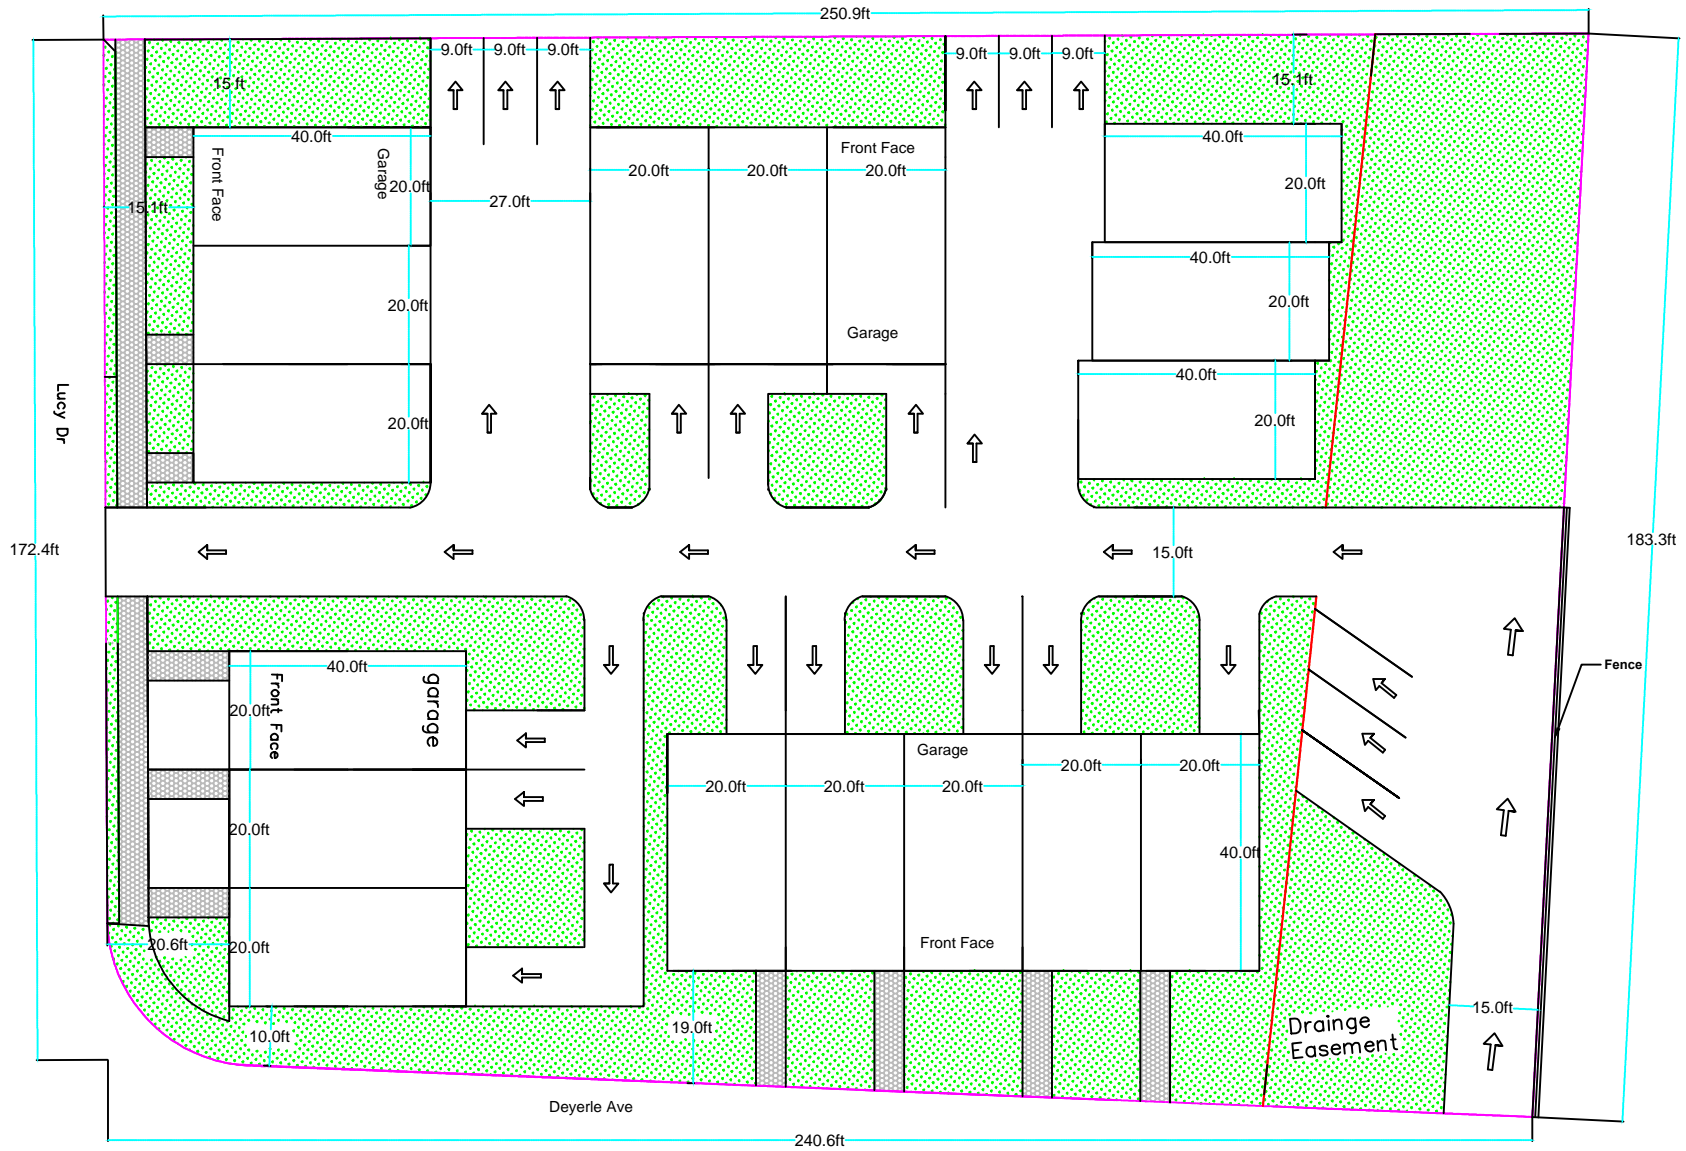 250.9ft
9.0ft 9.0ft 9.0ft
9.0ft 9.0ft 9.0ft
15 ft
15.1ft
40.0ft
Front Face
Garage
20.0ft
15.1ft
27.0ft
20.0ft
20.0ft
Front Face
20.0ft 20.0ft 20.0ft
Garage
40.0ft
20.0ft
40.0ft
20.0ft
40.0ft
20.0ft
Lucy Dr
172.4ft
15.0ft
183.3ft
Fence
40.0ft
garage
Front Face
20.0ft
20.0ft
20.0ft
20.6ft
10.0ft
Garage
20.0ft 20.0ft 20.0ft 20.0ft 20.0ft
40.0ft
Front Face
19.0ft
Drainge
Easement
15.0ft
Deyerle Ave
240.6ft